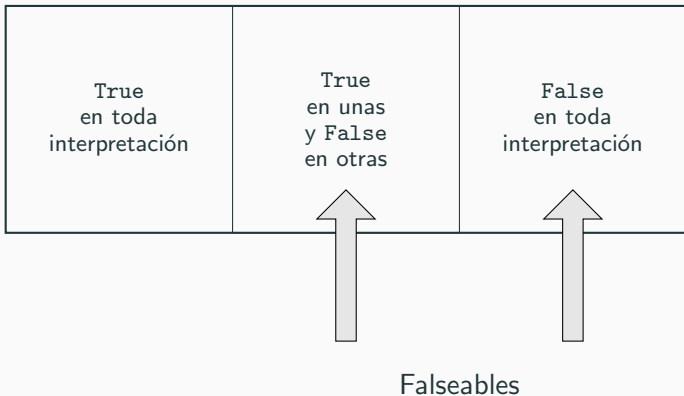 True
en toda
interpretación
True
en unas
y False
en otras
False
en toda
interpretación
Falseables